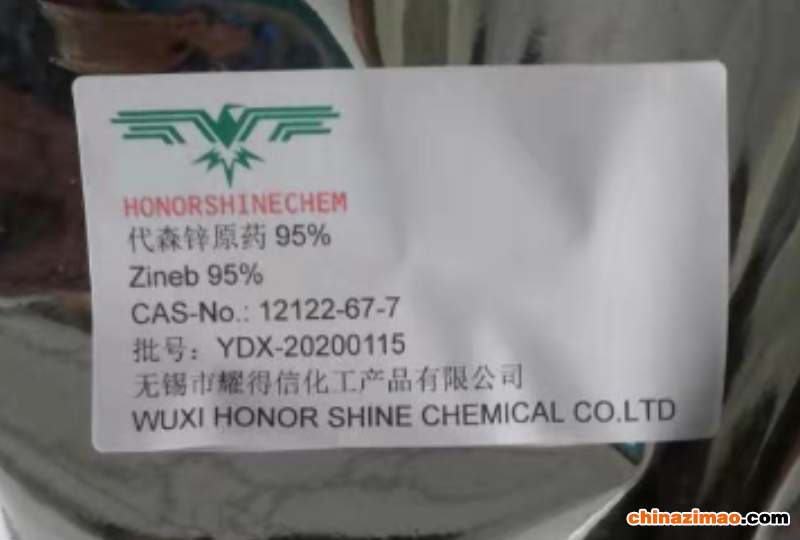 HONORSHINECHEM
代森锌原药 95%
Zineb 95%
CAS-No.: 12122-67-7
批号：YDX-20200115
无锡市耀得信化工产品有限公司
WUXI HONOR SHINE CHEMICAL CO.LTD
chinazimao.com